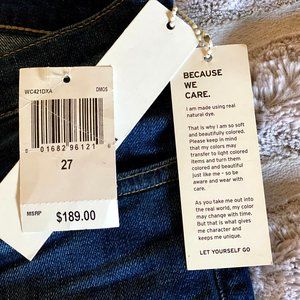 WC421DXA DMOS
0 01682 96121
27
MSRP $189.00
BECAUSE
WE
CARE.
I am made using real
natural dye.
That is why I am so soft
and beautifully colored.
Please keep in mind
that my colors may
transfer to light colored
items and turn them
colored and beautiful
just like me - so be
aware and wear with
care.
As you take me out into
the real world, my color
may change with time.
But that is what gives
me character and
keeps me unique.
LET YOURSELF GO